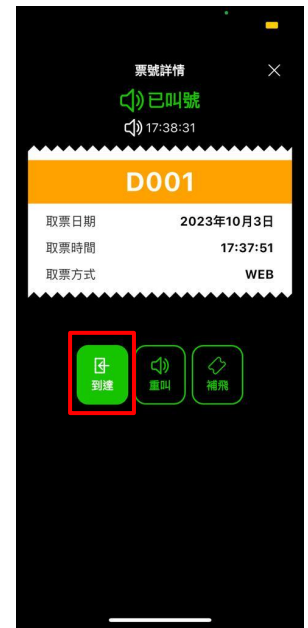 票號詳情
已叫號
17:38:31
D001
取票日期 2023年10月3日
取票時間 17:37:51
取票方式 WEB
到達 重叫 補飛